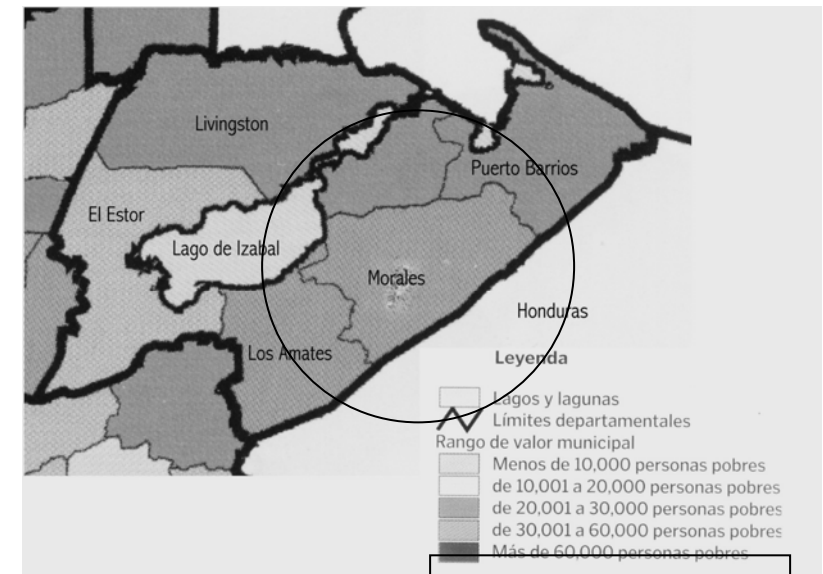 Livingston
Puerto Barrios
El Estor
Lago de Izabal
Morales
Honduras
Los Amates
Leyenda
Lagos y lagunas
Límites departamentales
Rango de valor municipal
Menos de 10,000 personas pobres
de 10,001 a 20,000 personas pobres
de 20,001 a 30,000 personas pobres
de 30,001 a 60,000 personas pobres
Más de 60,000 personas pobres